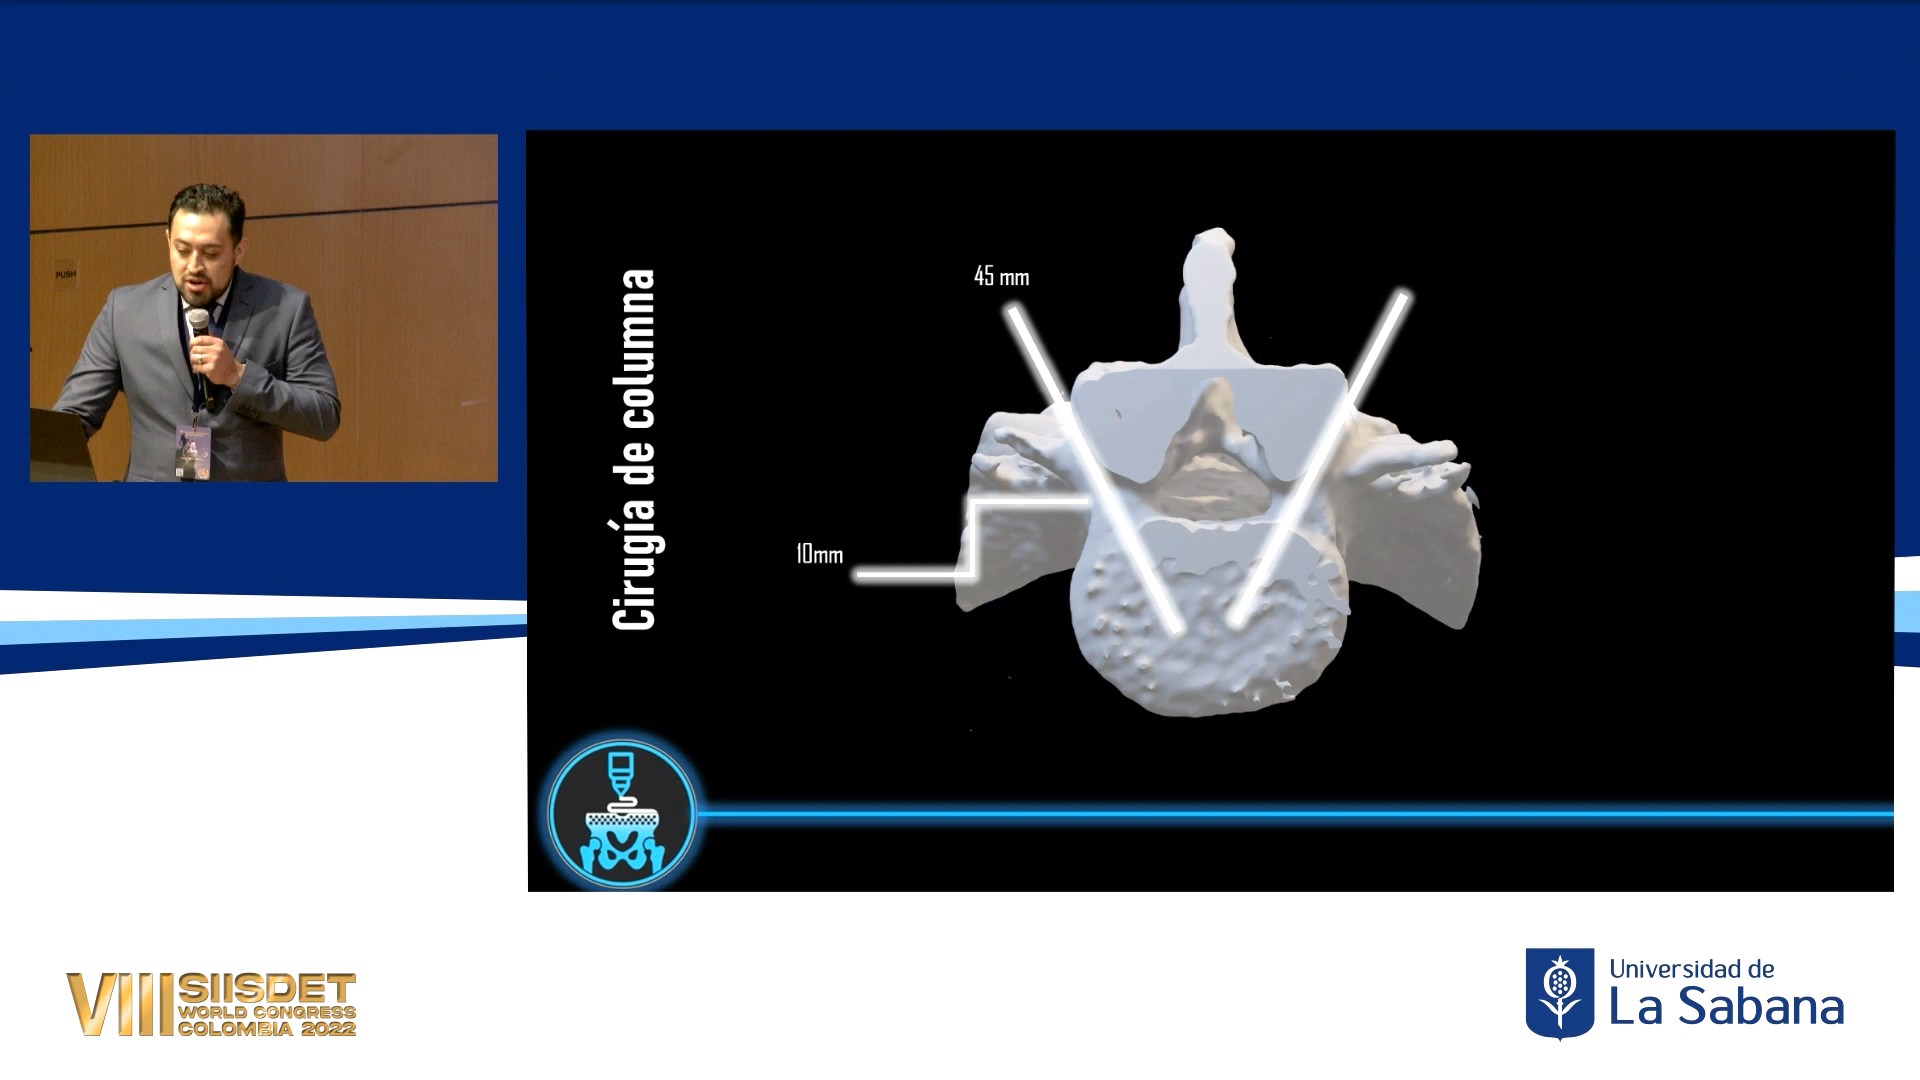 PUSH
Cirugía de columna
45 mm
10mm
VIII SIISDET
WORLD CONGRESS
COLOMBIA 2022
Universidad de
La Sabana